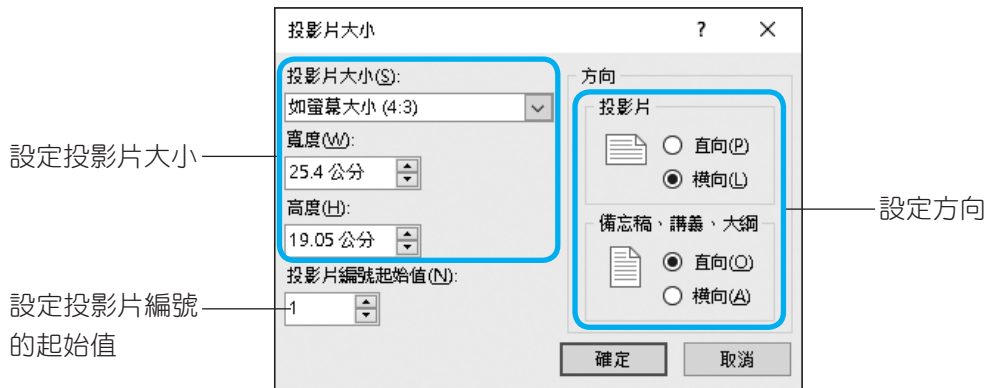 投影片大小 ? ×
投影片大小(S):
如螢幕大小 (4:3)
寬度(W):
25.4 公分
高度(H):
19.05 公分
投影片編號起始值(N):
1
方向
投影片
直向(P)
橫向(L)
備忘稿、講義、大綱
直向(O)
橫向(A)
確定
取消
設定投影片大小
設定投影片編號
的起始值
設定方向